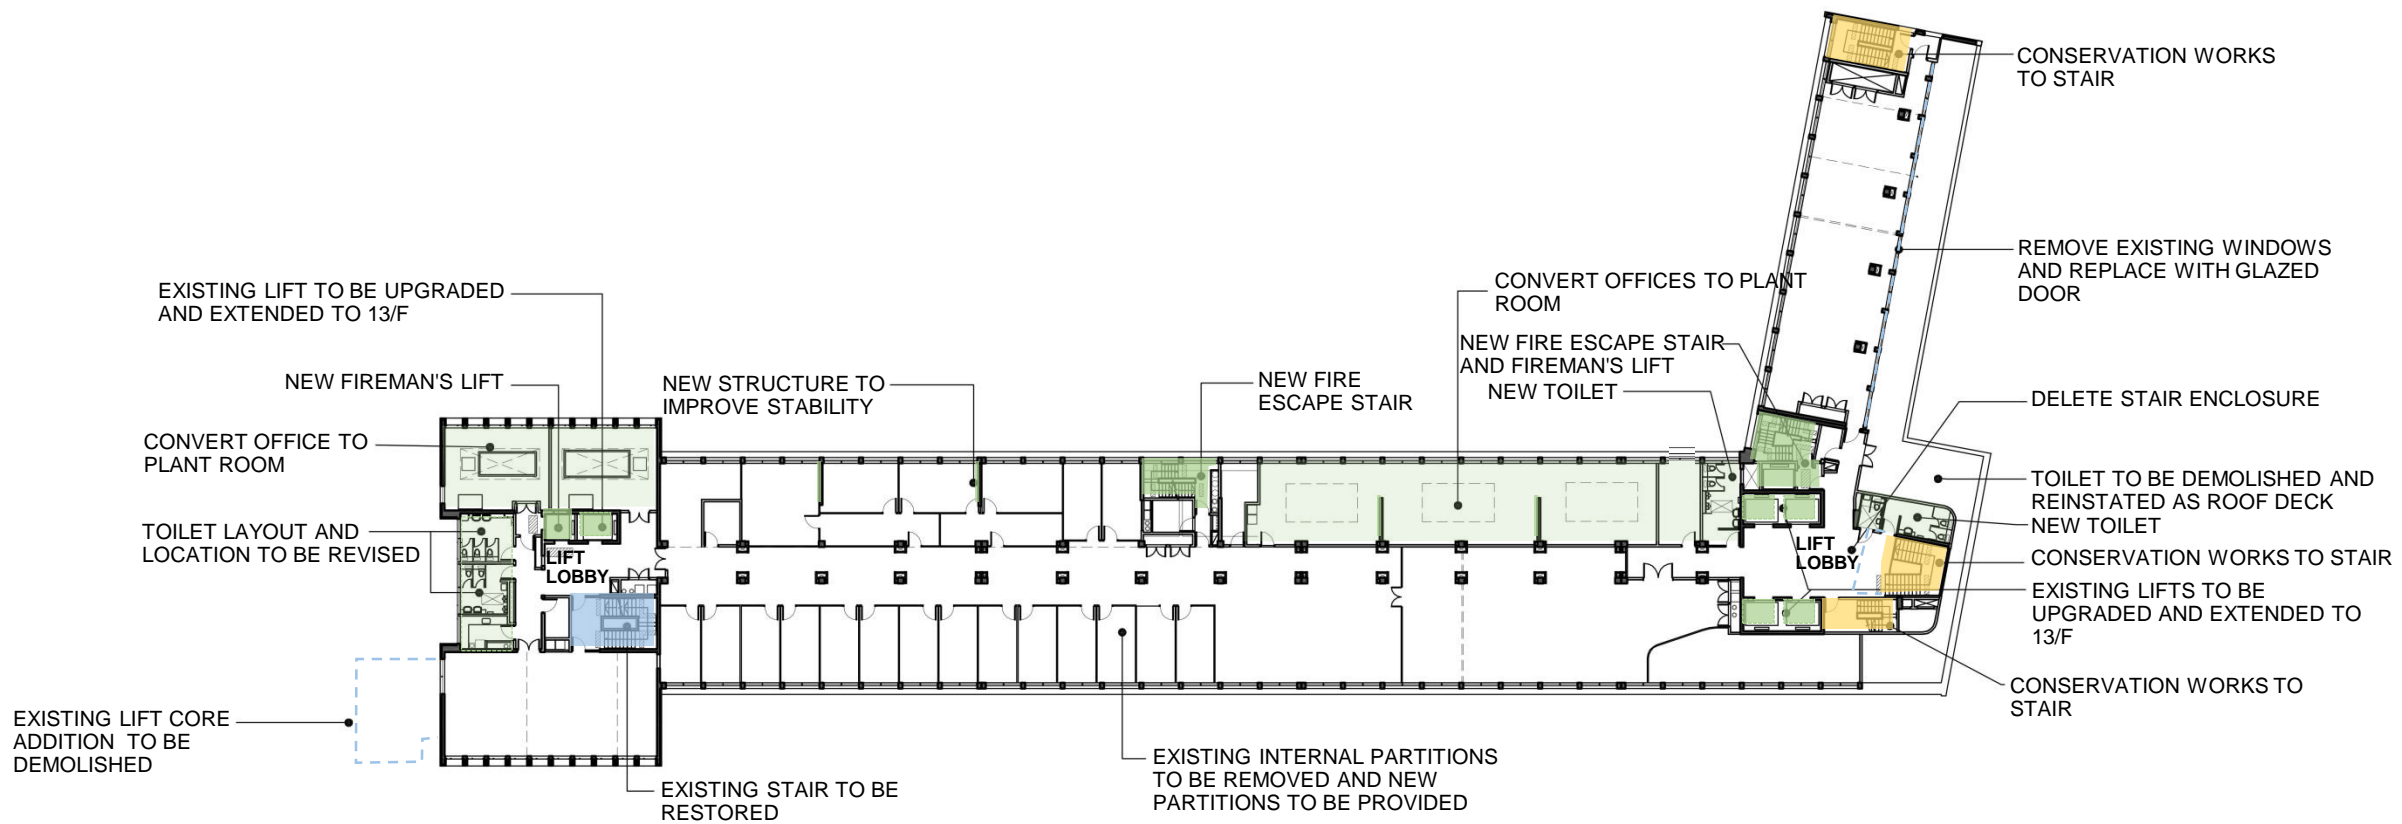 CONSERVATION WORKS
TO STAIR
REMOVE EXISTING WINDOWS
AND REPLACE WITH GLAZED
DOOR
EXISTING LIFT TO BE UPGRADED
AND EXTENDED TO 13/F
CONVERT OFFICES TO PLANT
ROOM
NEW FIRE ESCAPE STAIR
AND FIREMAN'S LIFT
NEW FIREMAN'S LIFT
NEW STRUCTURE TO
IMPROVE STABILITY
NEW FIRE
ESCAPE STAIR
NEW TOILET
DELETE STAIR ENCLOSURE
CONVERT OFFICE TO
PLANT ROOM
TOILET TO BE DEMOLISHED AND
REINSTATED AS ROOF DECK
TOILET LAYOUT AND
LOCATION TO BE REVISED
NEW TOILET
LIFT
LOBBY
LIFT
LOBBY
CONSERVATION WORKS TO STAIR
EXISTING LIFTS TO BE
UPGRADED AND EXTENDED TO
13/F
CONSERVATION WORKS TO
STAIR
EXISTING LIFT CORE
ADDITION TO BE
DEMOLISHED
EXISTING STAIR TO BE
RESTORED
EXISTING INTERNAL PARTITIONS
TO BE REMOVED AND NEW
PARTITIONS TO BE PROVIDED